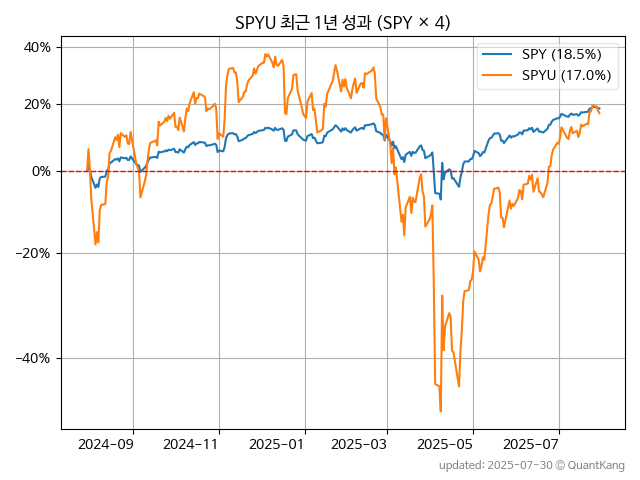 SPYU 최근 1년 성과 (SPY × 4)
SPY (18.5%)
SPYU (17.0%)
40%
20%
0%
−20%
−40%
2024-09
2024-11
2025-01
2025-03
2025-05
2025-07
updated: 2025-07-30 © QuantKang